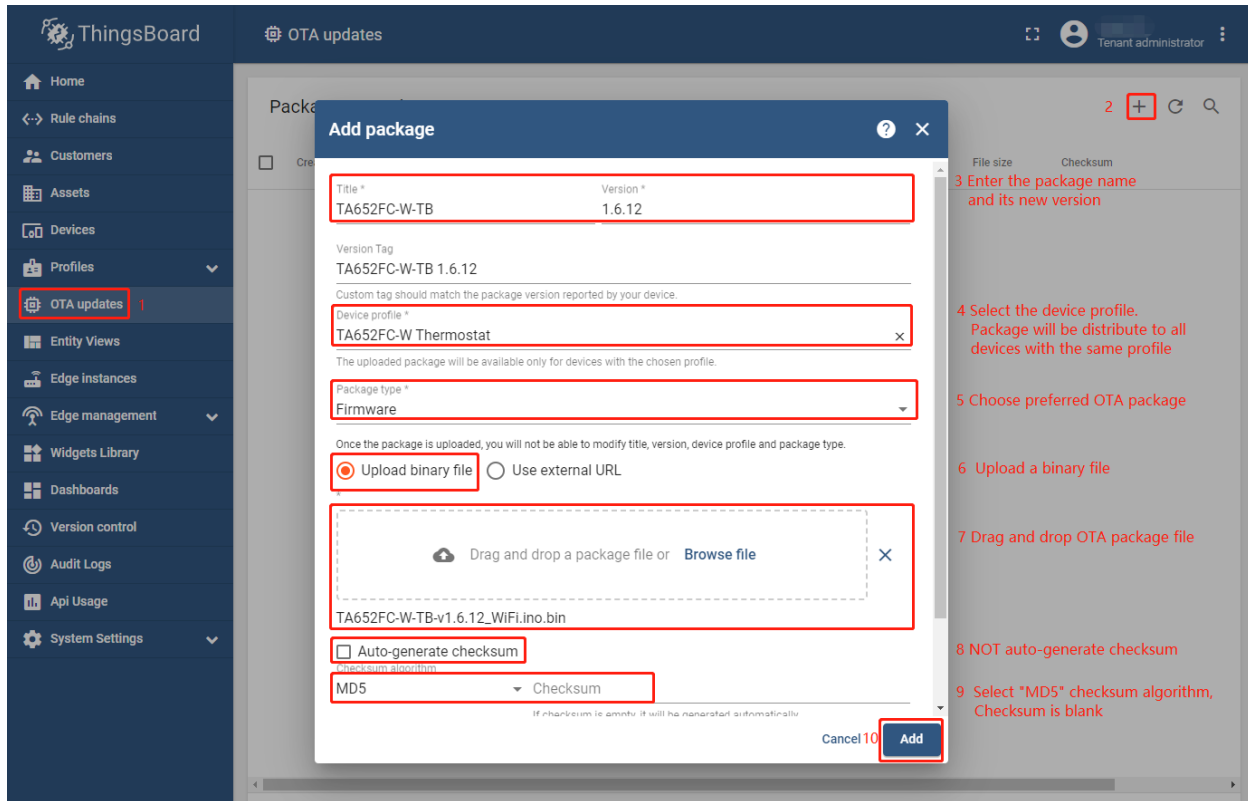 ThingsBoard
OTA updates
Tenant administrator
Home
Rule chains
Customers
Assets
Devices
Profiles
OTA updates 1
Entity Views
Edge instances
Edge management
Widgets Library
Dashboards
Version control
Audit Logs
Api Usage
System Settings
2
File size Checksum
Add package
Title * Version *
TA652FC-W-TB 1.6.12
Version Tag
TA652FC-W-TB 1.6.12
Custom tag should match the package version reported by your device.
Device profile *
TA652FC-W Thermostat
The uploaded package will be available only for devices with the chosen profile.
Package type *
Firmware
Once the package is uploaded, you will not be able to modify title, version, device profile and package type.
Upload binary file Use external URL
*
Drag and drop a package file or Browse file
TA652FC-W-TB-v1.6.12_WiFi.ino.bin
Auto-generate checksum
Checksum algorithm
MD5 Checksum
If checksum is empty, it will be generated automatically
Cancel 10 Add
3 Enter the package name
and its new version
4 Select the device profile.
Package will be distribute to all
devices with the same profile
5 Choose preferred OTA package
6 Upload a binary file
7 Drag and drop OTA package file
8 NOT auto-generate checksum
9 Select "MD5" checksum algorithm,
Checksum is blank